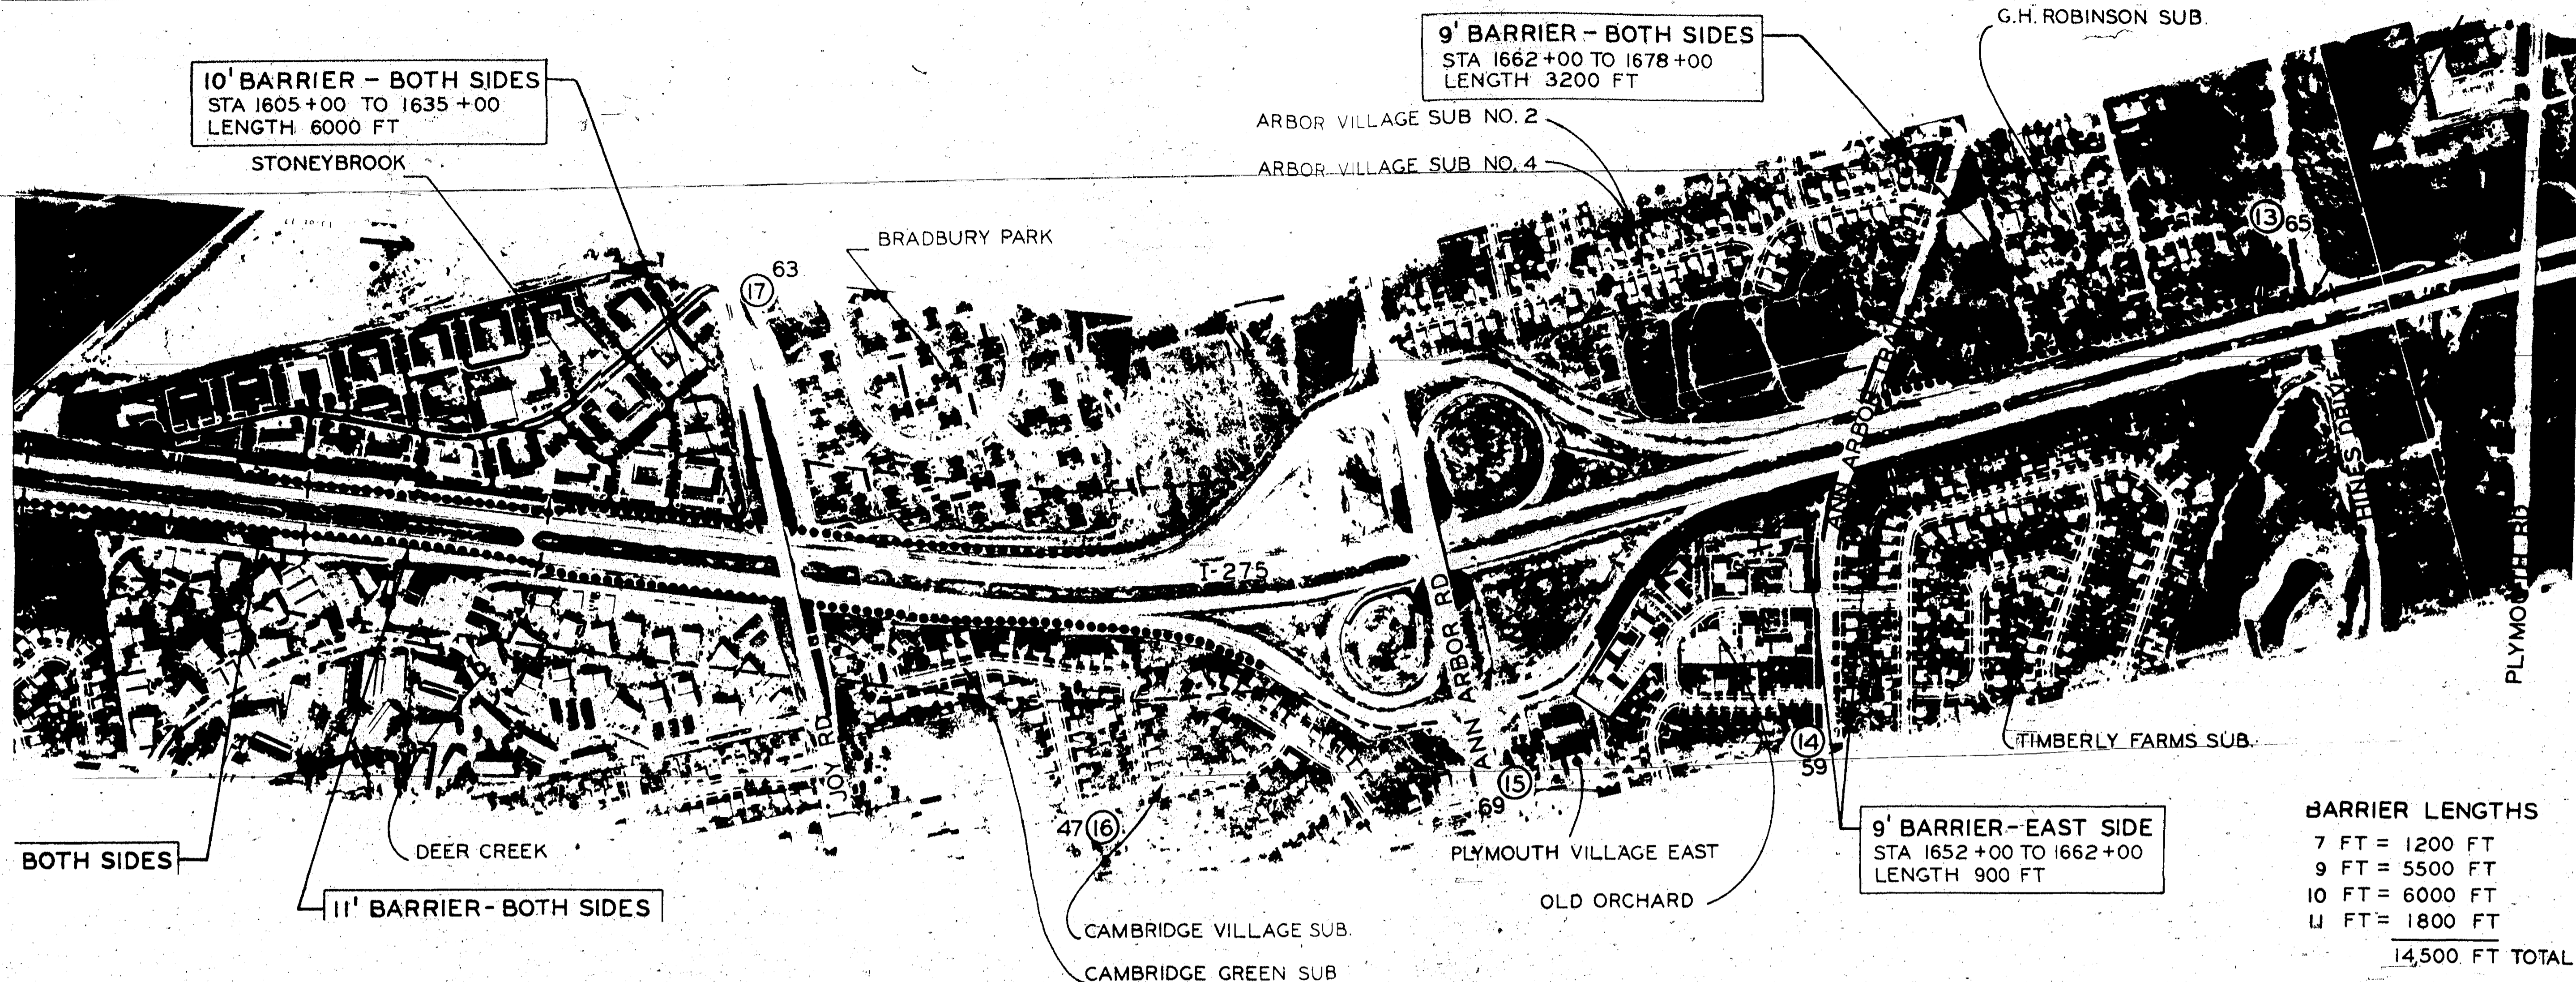 G.H. ROBINSON SUB.
9' BARRIER - BOTH SIDES
STA 1662+00 TO 1678+00
LENGTH 3200 FT
10' BARRIER - BOTH SIDES
STA 1605+00 TO 1635+00
LENGTH 6000 FT
ARBOR VILLAGE SUB NO. 2
STONEYBROOK
ARBOR VILLAGE SUB NO. 4
13 65
BRADBURY PARK
17 63
ANN ARBOR TRAIL
HINES DRIVE
I-275
ANN ARBOR RD
PLYMOUTH RD
JOY RD
14
59
TIMBERLY FARMS SUB.
69 15
47 16
BARRIER LENGTHS
7 FT = 1200 FT
9 FT = 5500 FT
10 FT = 6000 FT
11 FT = 1800 FT
14,500 FT TOTAL
9' BARRIER-EAST SIDE
STA 1652+00 TO 1662+00
LENGTH 900 FT
BOTH SIDES
DEER CREEK
PLYMOUTH VILLAGE EAST
OLD ORCHARD
11' BARRIER-BOTH SIDES
CAMBRIDGE VILLAGE SUB.
CAMBRIDGE GREEN SUB